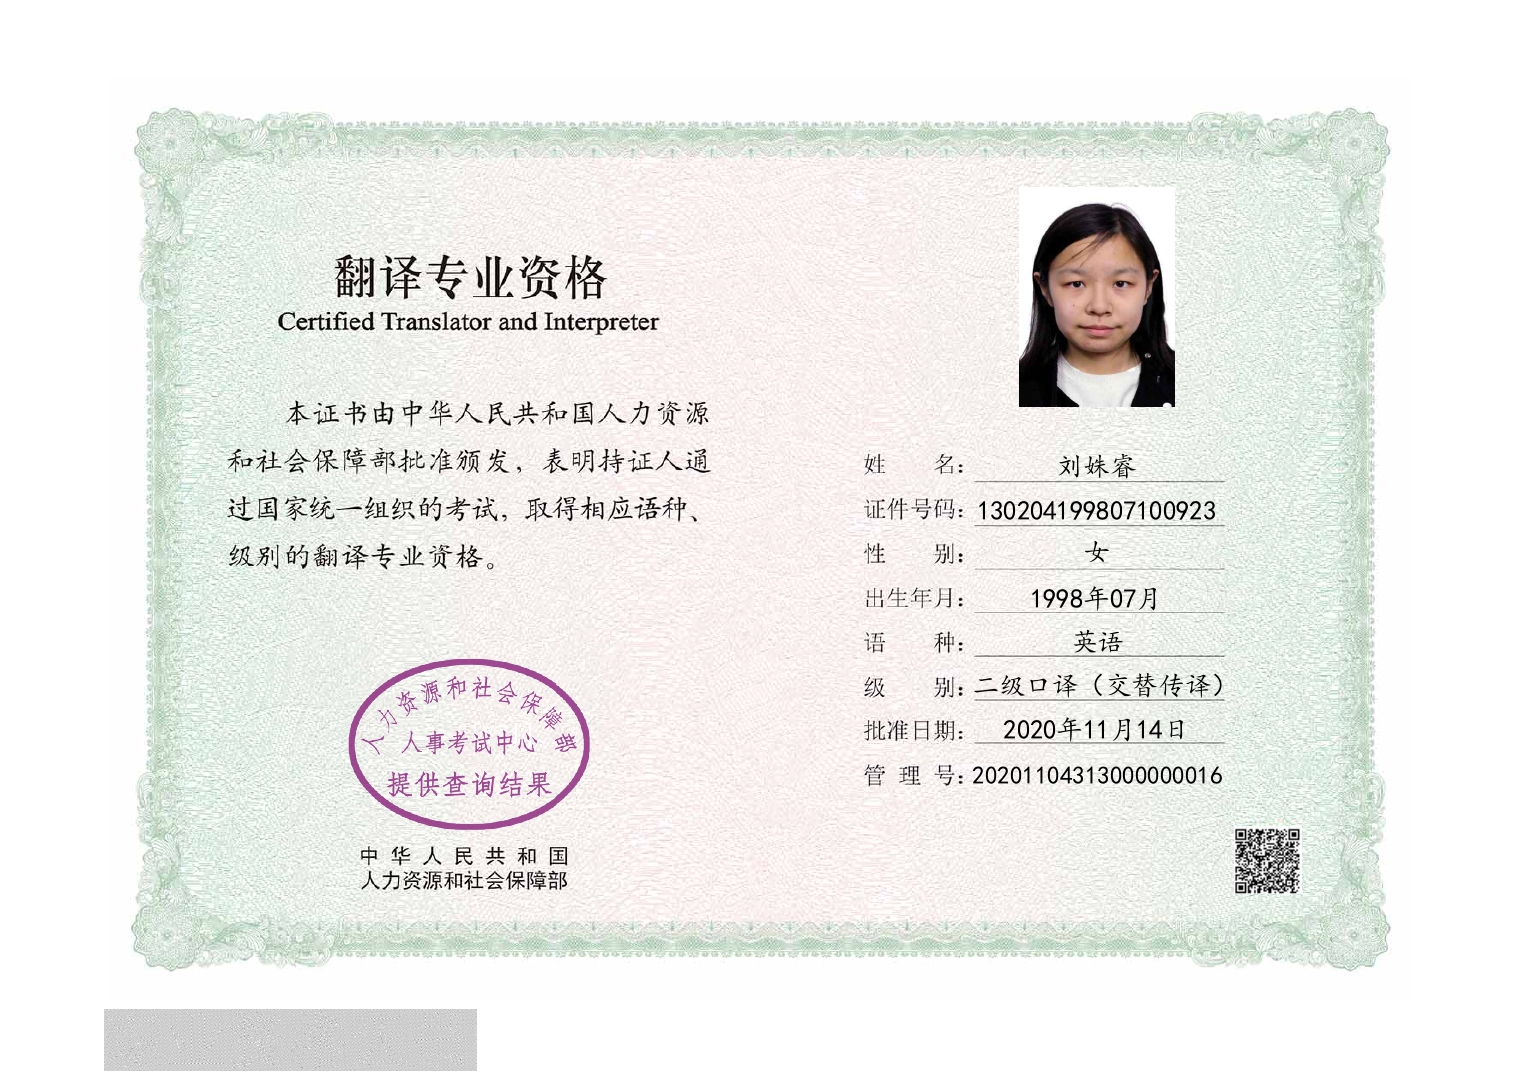 翻译专业资格
Certified Translator and Interpreter
本证书由中华人民共和国人力资源
和社会保障部批准颁发，表明持证人通
过国家统一组织的考试，取得相应语种、
级别的翻译专业资格。
人力资源和社会保障部
人事考试中心
提供查询结果
中华人民共和国
人力资源和社会保障部
姓 名： 刘姝睿
证件号码：130204199807100923
性 别： 女
出生年月： 1998年07月
语 种： 英语
级 别：二级口译（交替传译）
批准日期： 2020年11月14日
管 理 号：20201104313000000016